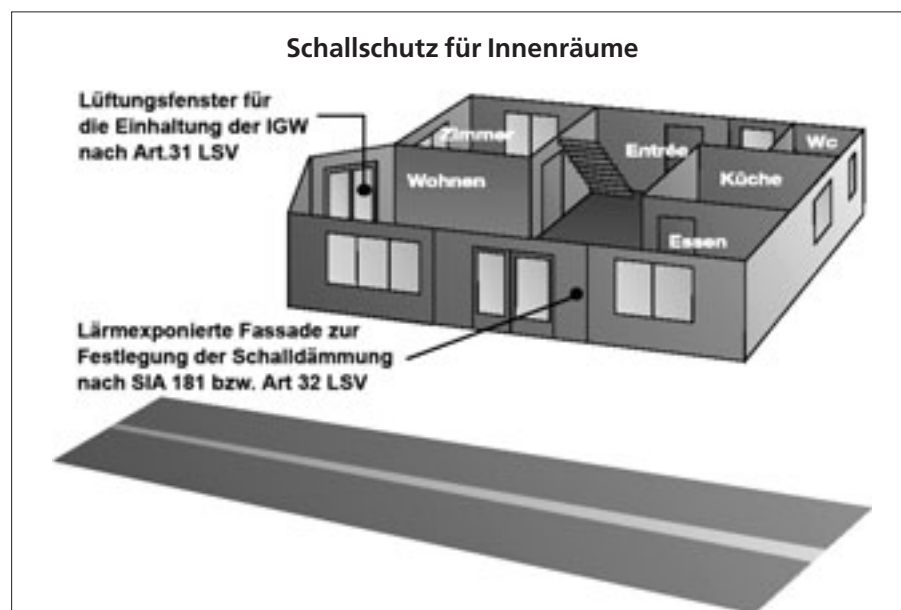 Schallschutz für Innenräume
Lüftungsfenster für
die Einhaltung der IGW
nach Art.31 LSV
Zimmer
Entrée
Wc
Wohnen
Küche
Essen
Lärmexponierte Fassade zur
Festlegung der Schalldämmung
nach SIA 181 bzw. Art 32 LSV